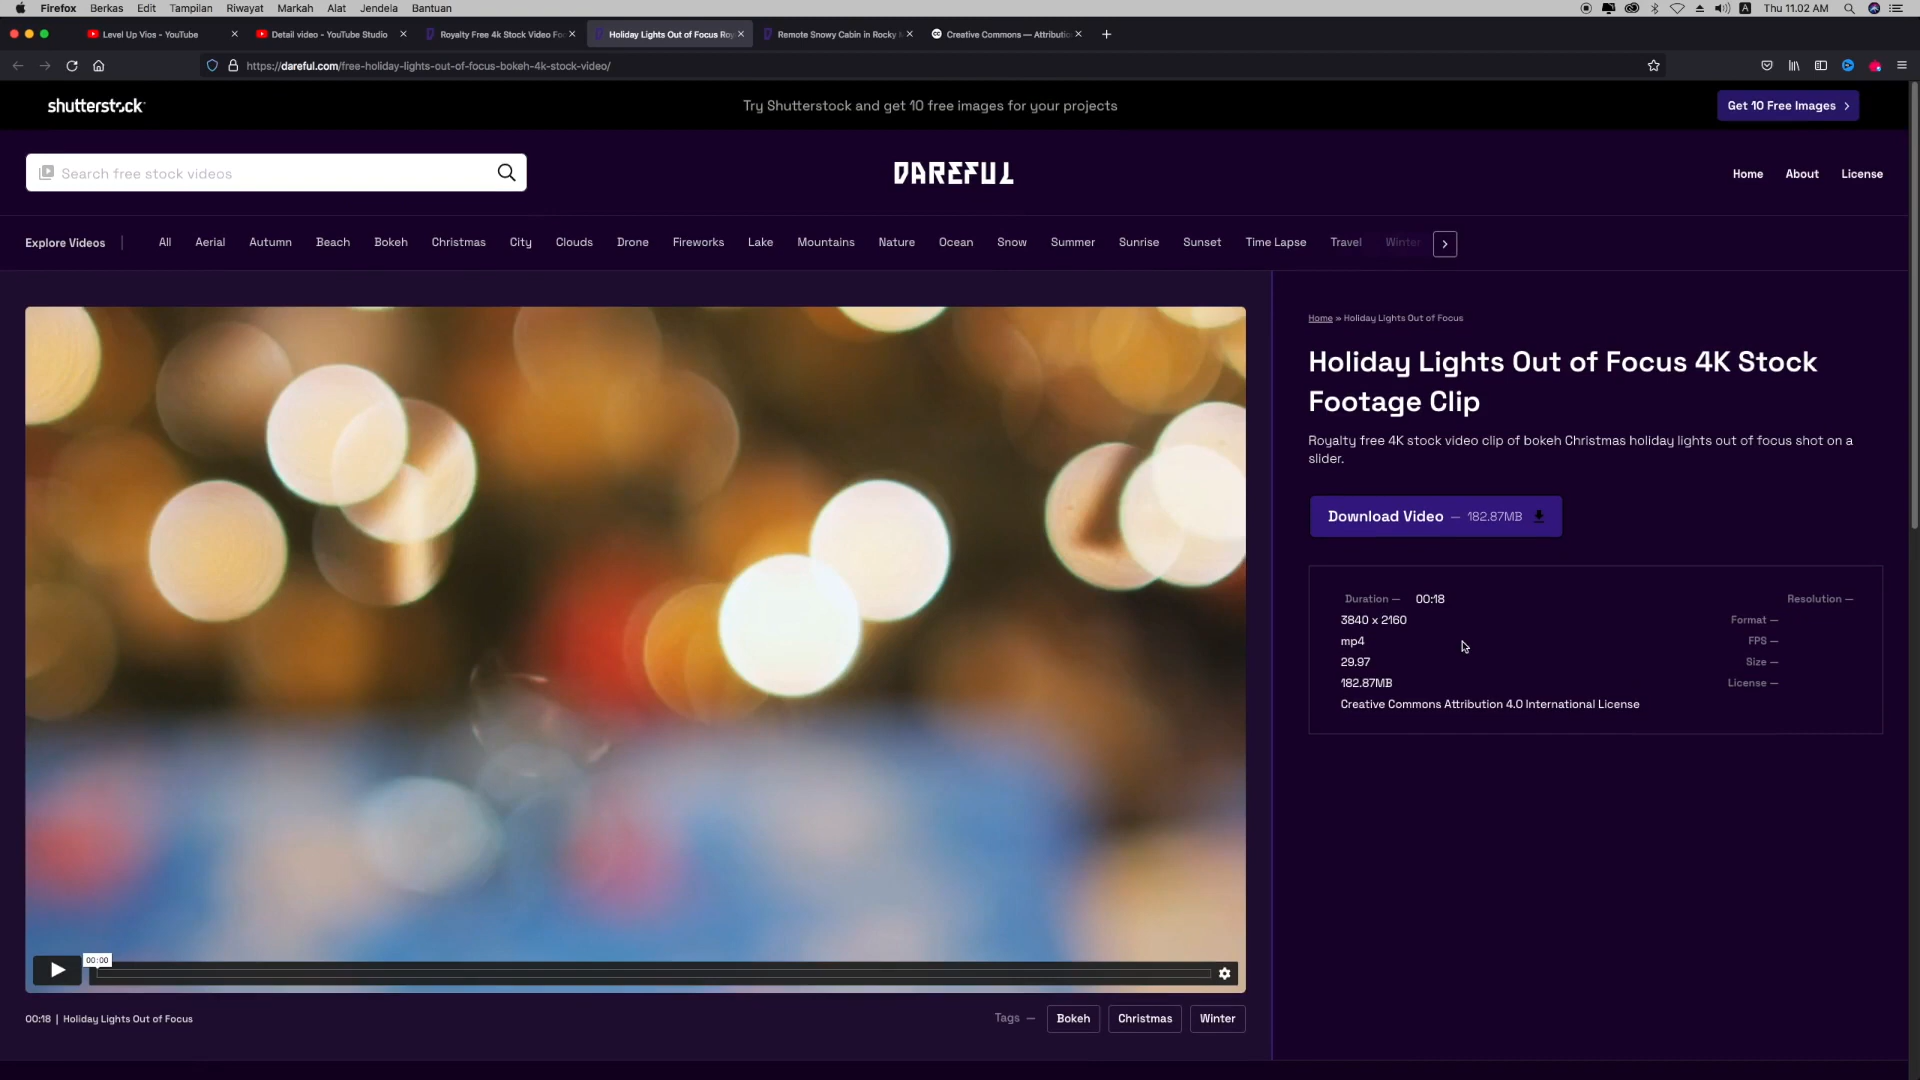 Firefox Berkas Edit Tampilan Riwayat Markah Alat Jendela Bantuan
A Thu 11.02 AM
Level Up Vios - YouTube
Detail video - YouTube Studio
Royalty Free 4k Stock Video Fo
Holiday Lights Out of Focus Roy
Remote Snowy Cabin in Rocky
Creative Commons — Attributio
https://dareful.com/free-holiday-lights-out-of-focus-bokeh-4k-stock-video/
shutterstock
Try Shutterstock and get 10 free images for your projects
Get 10 Free Images
Search free stock videos
DAREFUL
Home About License
Explore Videos
All Aerial Autumn Beach Bokeh Christmas City Clouds Drone Fireworks Lake Mountains Nature Ocean Snow Summer Sunrise Sunset Time Lapse Travel Winter
Home » Holiday Lights Out of Focus
Holiday Lights Out of Focus 4K Stock
Footage Clip
Royalty free 4K stock video clip of bokeh Christmas holiday lights out of focus shot on a
slider.
Download Video — 182.87MB
Duration — 00:18 Resolution —
3840 x 2160 Format —
mp4 FPS —
29.97 Size —
182.87MB License —
Creative Commons Attribution 4.0 International License
00:00
00:18 | Holiday Lights Out of Focus
Tags — Bokeh Christmas Winter